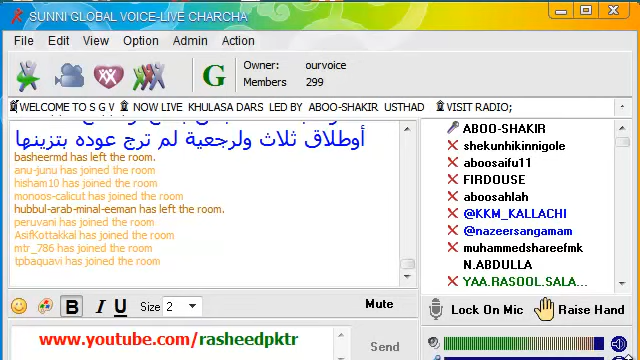 SUNNI GLOBAL VOICE-LIVE CHARCHA
File Edit View Option Admin Action
G
Owner: ourvoice
Members 299
WELCOME TO S G V NOW LIVE KHULASA DARS LED BY ABOO-SHAKIR USTHAD VISIT RADIO;
أوطلاق ثلاث ولرجعية لم ترج عوده بتزينها
basheermd has left the room.
anu-junu has joined the room
hisham10 has joined the room
monoos-calicut has joined the room
hubbul-arab-minal-eeman has left the room.
peruvani has joined the room
AsifKottakkal has joined the room
mtr_786 has joined the room
tpbaquavi has joined the room
ABOO-SHAKIR
shekunhikinnigole
aboosaifu11
FIRDOUSE
aboosahlah
@KKM_KALLACHI
@nazeersangamam
muhammedshareefmk
N.ABDULLA
YAA.RASOOL.SALA...
B I U Size 2 Mute
Lock On Mic Raise Hand
www.youtube.com/rasheedpktr
Send